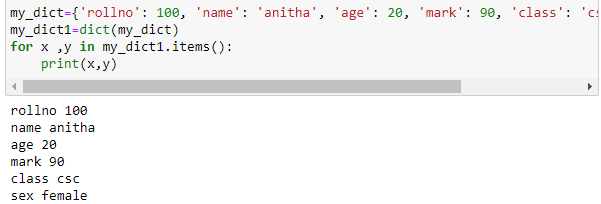 my_dict={'rollno': 100, 'name': 'anitha', 'age': 20, 'mark': 90, 'class': 'cs
my_dict1=dict(my_dict)
for x ,y in my_dict1.items():
    print(x,y)
rollno 100
name anitha
age 20
mark 90
class csc
sex female